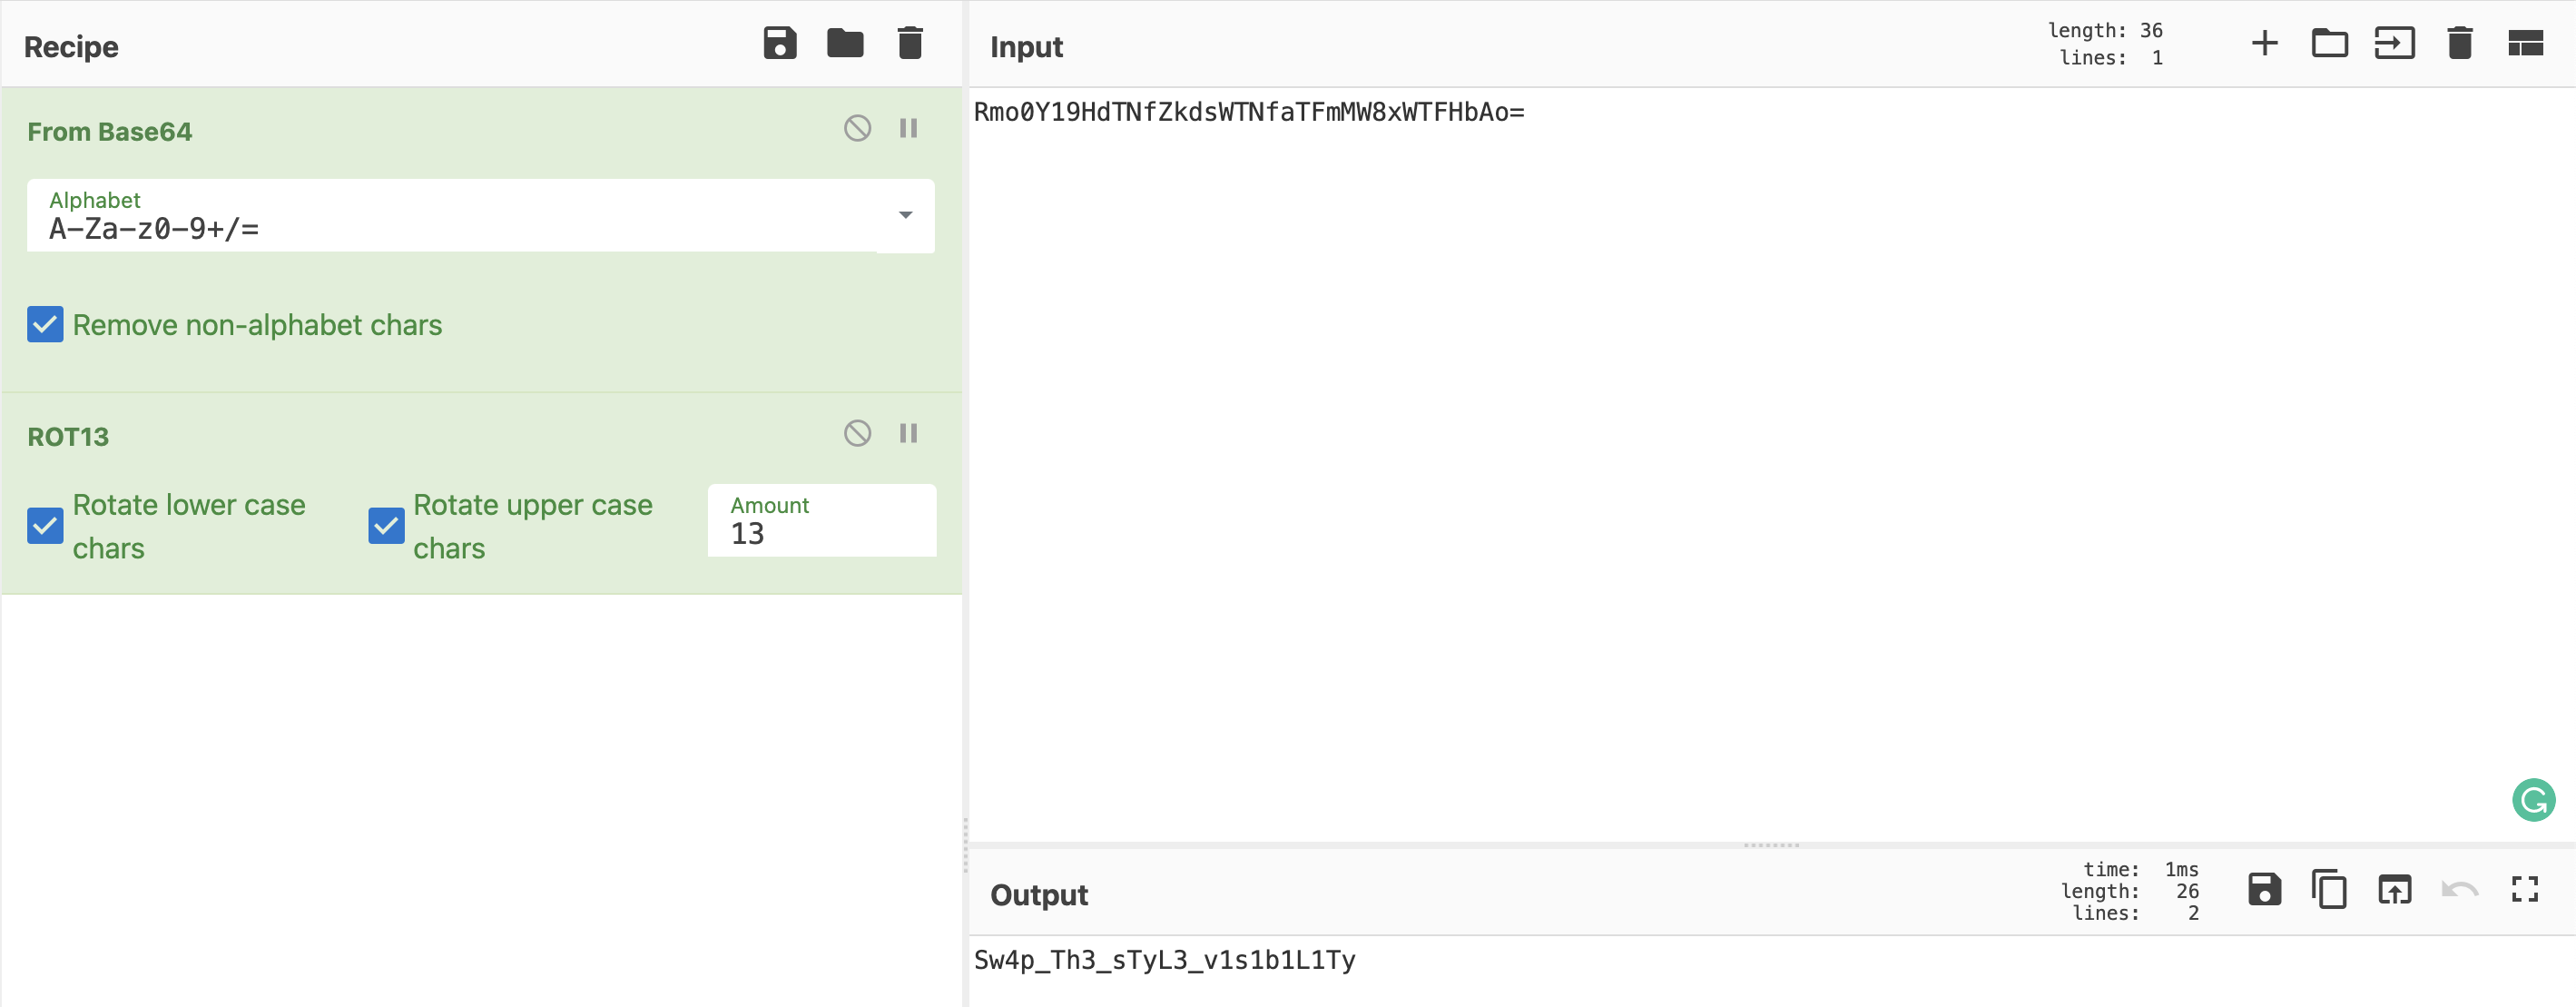 Recipe
From Base64
Alphabet
A-Za-z0-9+/=
Remove non-alphabet chars
ROT13
Rotate lower case
chars
Rotate upper case
chars
Amount
13
Input
length: 36
lines: 1
Rmo0Y19HdTNfZkdsWTNfaTFmMW8xWTFHbAo=
Output
time: 1ms
length: 26
lines: 2
Sw4p_Th3_sTyL3_v1s1b1L1Ty